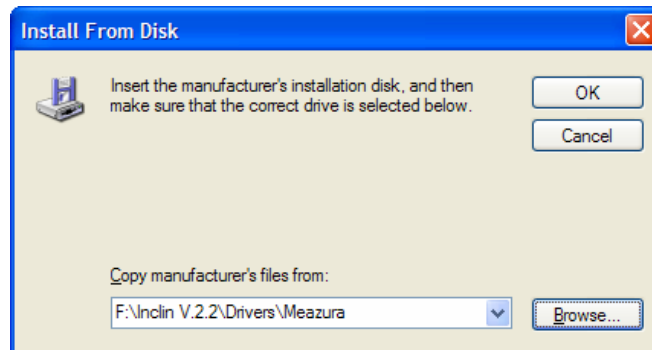 Install From Disk
Insert the manufacturer's installation disk, and then
make sure that the correct drive is selected below.
OK
Cancel
Copy manufacturer's files from:
F:\Inclin V.2.2\Drivers\Meazura
Browse...